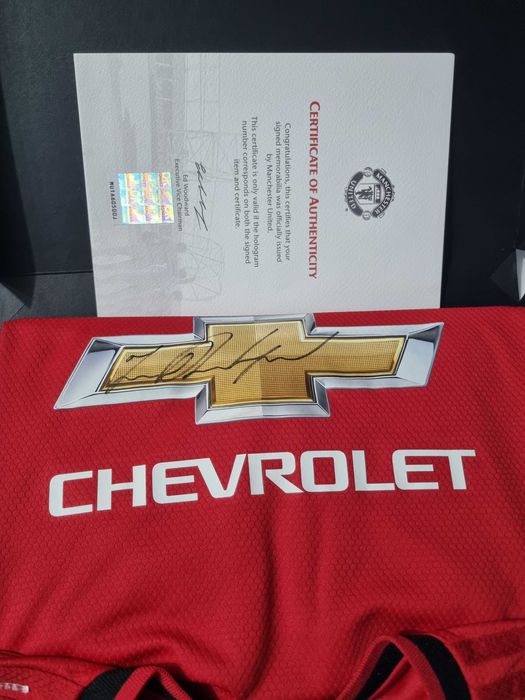 CERTIFICATE OF AUTHENTICITY
Congratulations, this certifies that your
signed memorabilia was officially issued
by Manchester United.
This certificate is only valid if the hologram
number corresponds on both the signed
item and certificate.
Ed Woodward
Executive Vice Chairman
MANCHESTER
UNITED
CHEVROLET